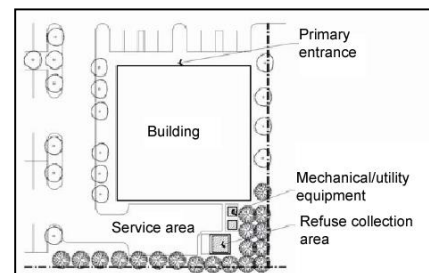 Primary
entrance
Building
Mechanical/utility
equipment
Service area
Refuse collection
area